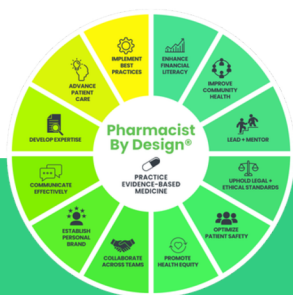 IMPLEMENT
BEST
PRACTICES
ENHANCE
FINANCIAL
LITERACY
IMPROVE
COMMUNITY
HEALTH
LEAD + MENTOR
UPHOLD LEGAL +
ETHICAL STANDARDS
OPTIMIZE
PATIENT SAFETY
PROMOTE
HEALTH EQUITY
COLLABORATE
ACROSS TEAMS
ESTABLISH
PERSONAL
BRAND
COMMUNICATE
EFFECTIVELY
DEVELOP EXPERTISE
ADVANCE
PATIENT
CARE
Pharmacist
By Design®
PRACTICE
EVIDENCE-BASED
MEDICINE